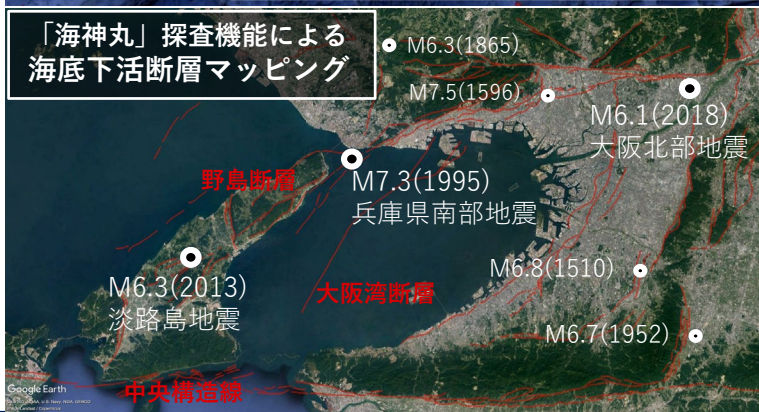 「海神丸」探査機能による
海底下活断層マッピング
M6.3(1865)
M7.5(1596)
M6.1(2018)
大阪北部地震
野島断層
M7.3(1995)
兵庫県南部地震
M6.3(2013)
淡路島地震
大阪湾断層
M6.8(1510)
M6.7(1952)
中央構造線
Google Earth